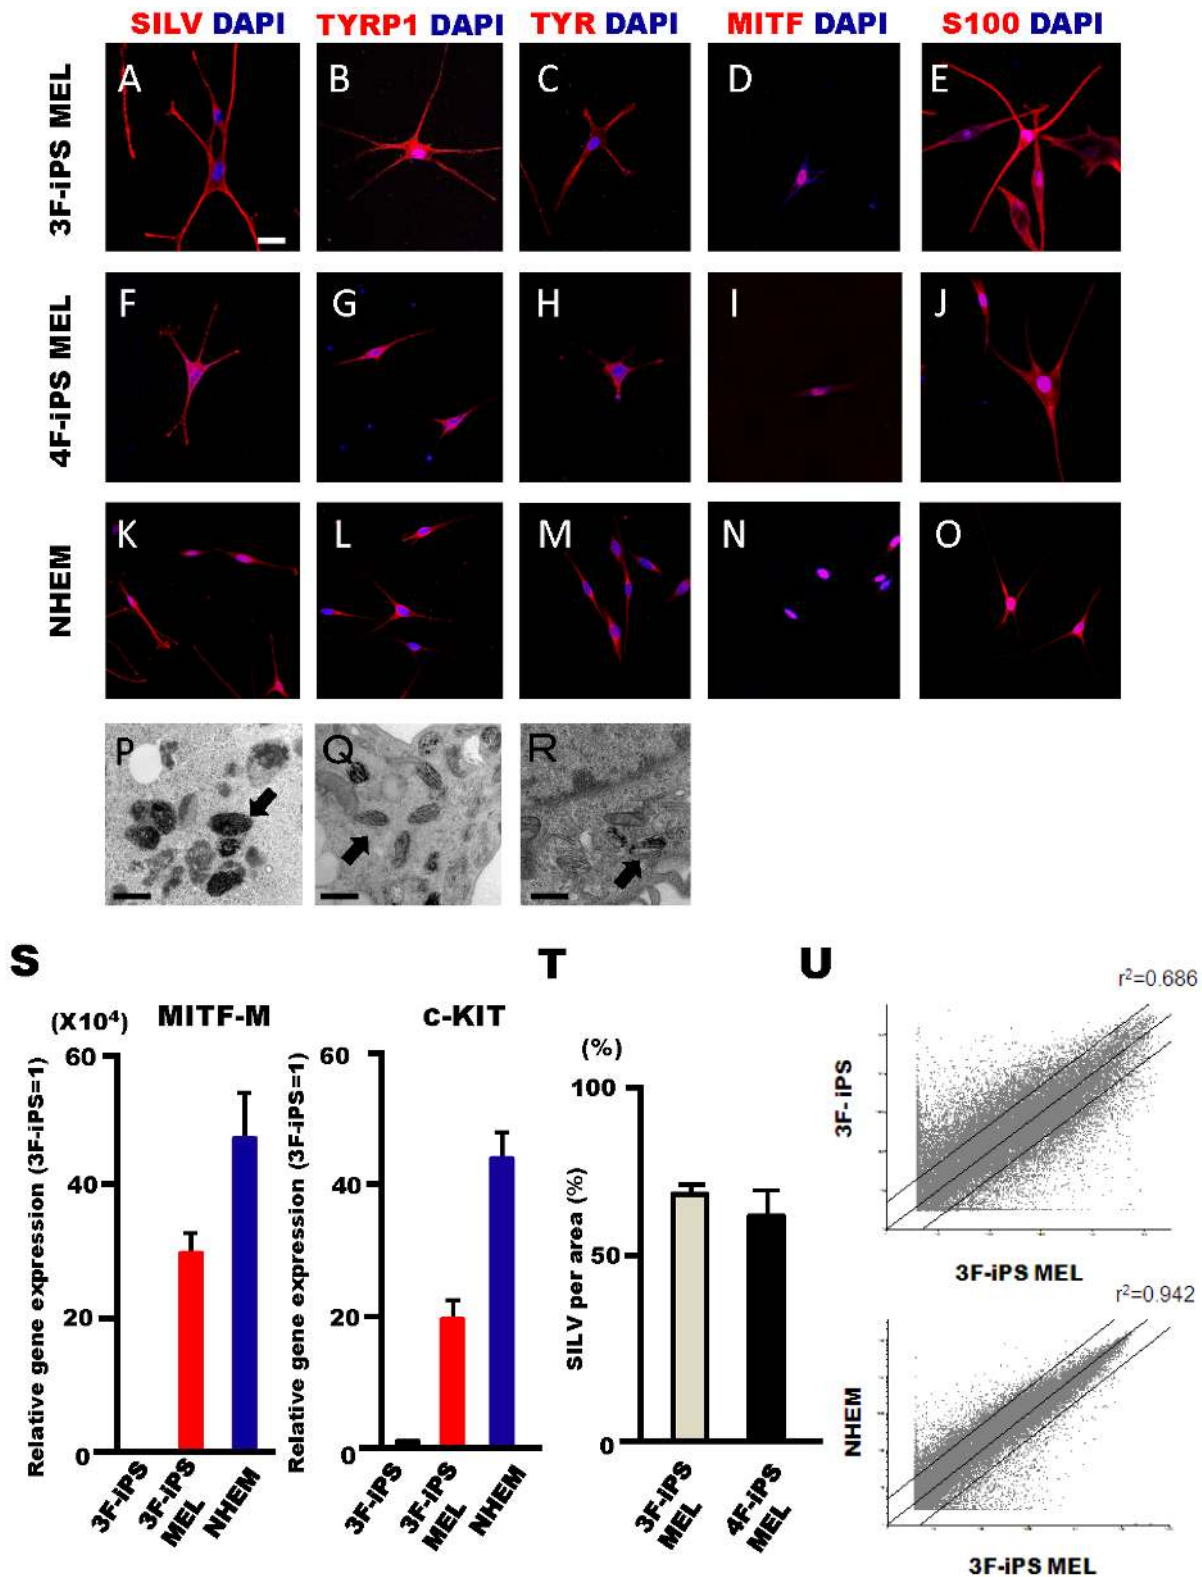 SILV DAPI TYRP1 DAPI TYR DAPI MITF DAPI S100 DAPI
3F-iPS MEL
A B C D E
4F-iPS MEL
F G H I J
NHEM
K L M N O
P Q R
S
(X10⁴) MITF-M
Relative gene expression (3F-iPS=1)
60
40
20
0
3F-iPS
3F-iPS MEL
NHEM
c-KIT
Relative gene expression (3F-iPS=1)
60
40
20
0
3F-iPS
3F-iPS MEL
NHEM
T
(%)
SILV per area (%)
100
50
0
3F-iPS MEL
4F-iPS MEL
U
r²=0.686
3F-iPS
3F-iPS MEL
r²=0.942
NHEM
3F-iPS MEL